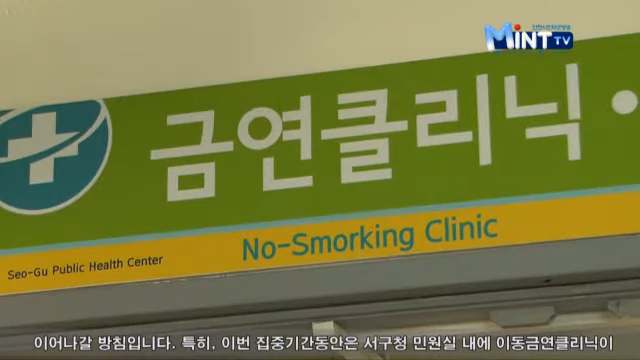 MINT TV
금연클리닉 •
No-Smorking Clinic
Seo-Gu Public Health Center
이어나갈 방침입니다. 특히, 이번 집중기간동안은 서구청 민원실 내에 이동금연클리닉이